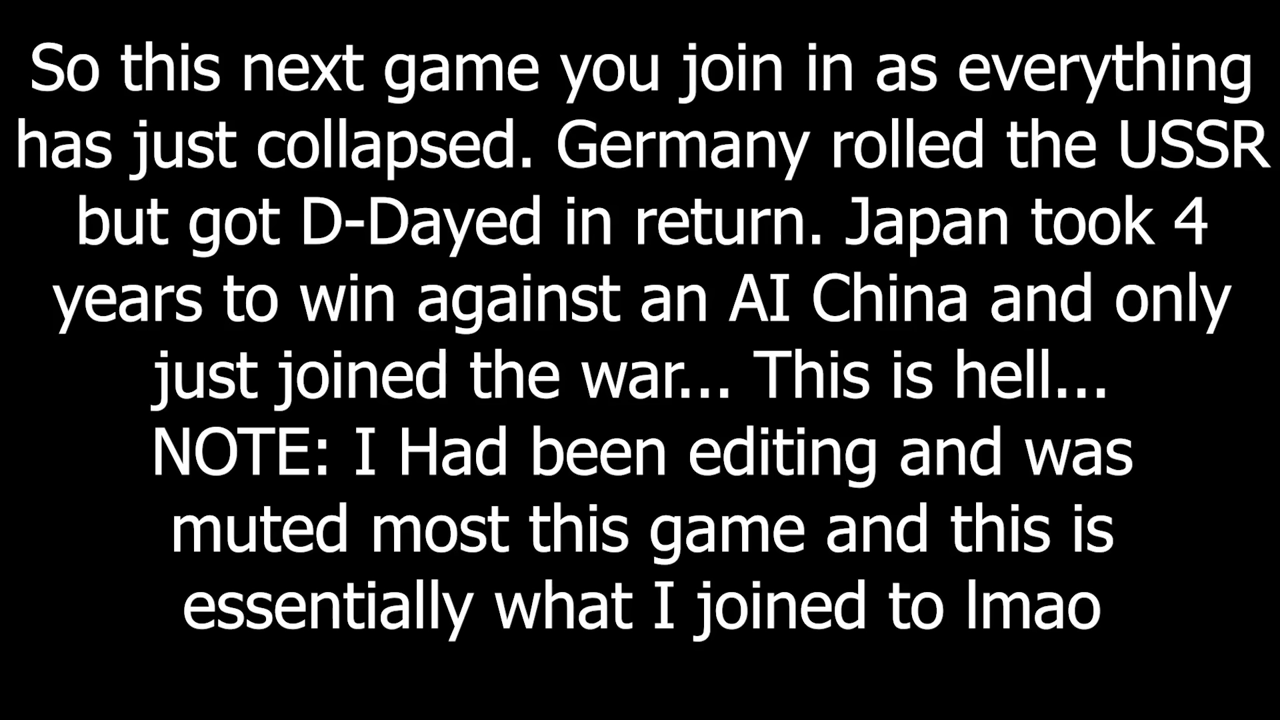 So this next game you join in as everything
has just collapsed. Germany rolled the USSR
but got D-Dayed in return. Japan took 4
years to win against an AI China and only
just joined the war... This is hell...
NOTE: I Had been editing and was
muted most this game and this is
essentially what I joined to lmao